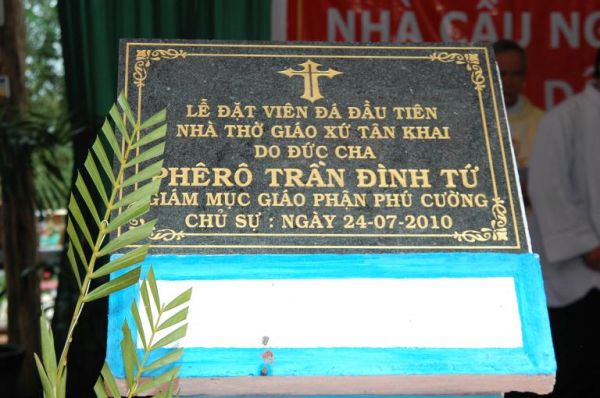 NHÀ CẦU NG
LỄ ĐẶT VIÊN ĐÁ ĐẦU TIÊN
NHÀ THỜ GIÁO XỨ TÂN KHAI
DO ĐỨC CHA
PHÊRÔ TRẦN ĐÌNH TỨ
GIÁM MỤC GIÁO PHẬN PHÚ CƯỜNG
CHỦ SỰ : NGÀY 24-07-2010